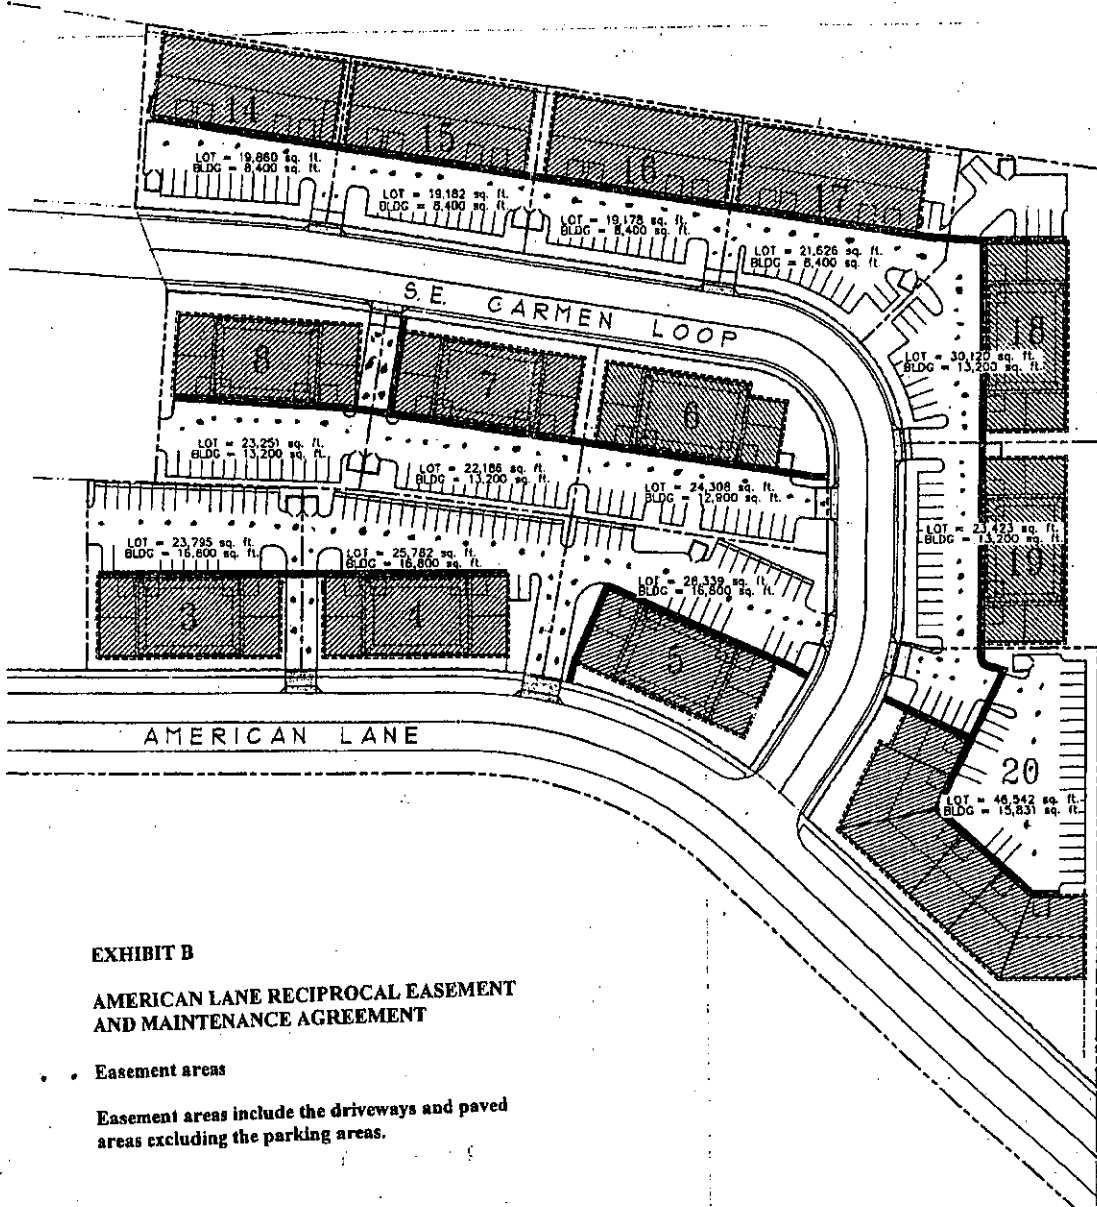 14
15
16
17
LOT = 19,860 sq. ft.
BLDG = 8,400 sq. ft.
LOT = 19,182 sq. ft.
BLDG = 8,400 sq. ft.
LOT = 19,178 sq. ft.
BLDG = 8,400 sq. ft.
LOT = 21,626 sq. ft.
BLDG = 8,400 sq. ft.
S.E. CARMEN LOOP
18
LOT = 30,120 sq. ft.
BLDG = 13,200 sq. ft.
8
7
6
LOT = 23,251 sq. ft.
BLDG = 13,200 sq. ft.
LOT = 22,186 sq. ft.
BLDG = 13,200 sq. ft.
LOT = 24,308 sq. ft.
BLDG = 12,900 sq. ft.
LOT = 23,423 sq. ft.
BLDG = 13,200 sq. ft.
19
LOT = 23,795 sq. ft.
BLDG = 16,800 sq. ft.
LOT = 25,782 sq. ft.
BLDG = 16,800 sq. ft.
LOT = 28,339 sq. ft.
BLDG = 16,800 sq. ft.
3
4
5
AMERICAN LANE
20
LOT = 46,542 sq. ft.
BLDG = 15,831 sq. ft.
EXHIBIT B
AMERICAN LANE RECIPROCAL EASEMENT
AND MAINTENANCE AGREEMENT
Easement areas
Easement areas include the driveways and paved
areas excluding the parking areas.